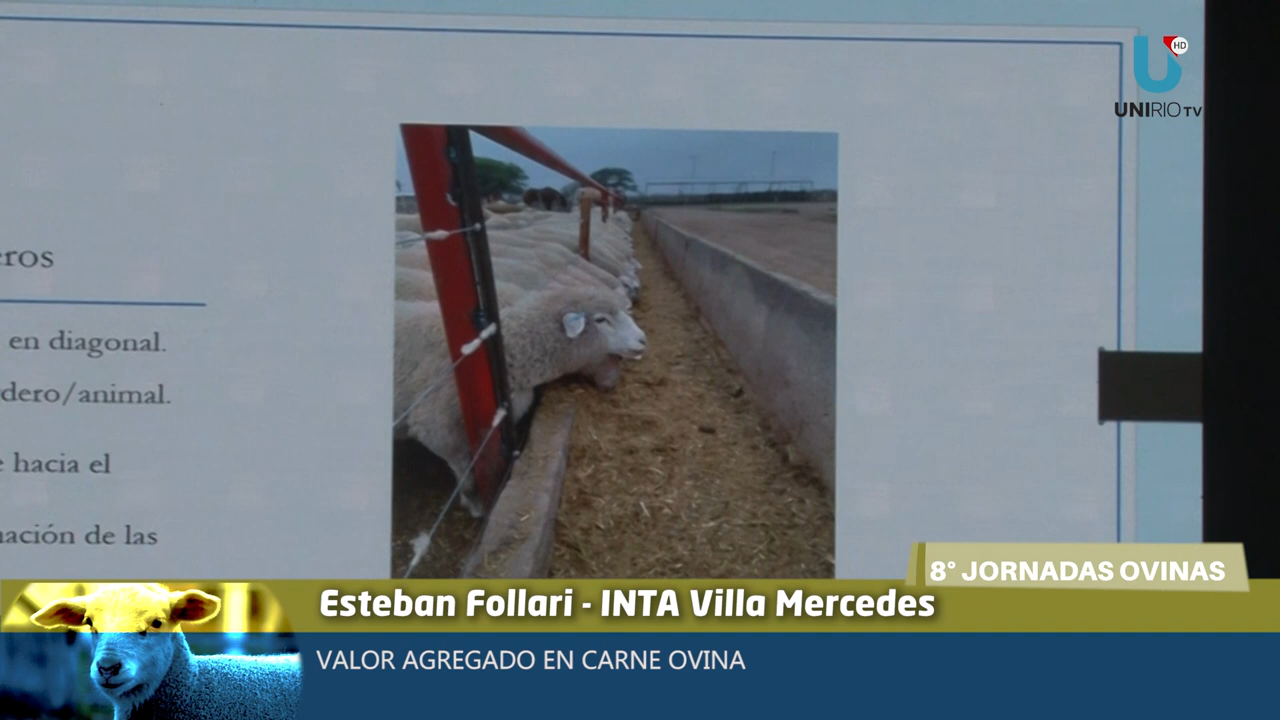 HD
UNIRIO TV
eros
en diagonal.
dero/animal.
e hacia el
nación de las
8° JORNADAS OVINAS
Esteban Follari - INTA Villa Mercedes
VALOR AGREGADO EN CARNE OVINA